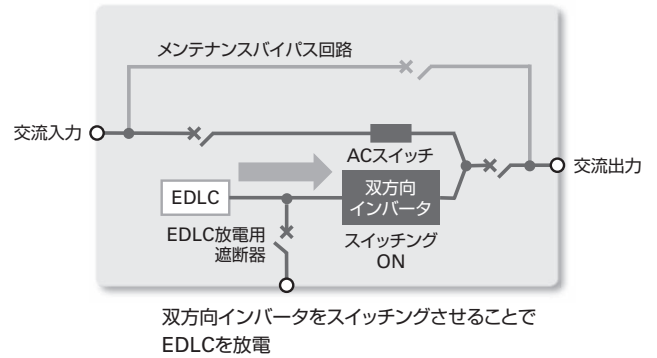 メンテナンスバイパス回路
交流入力
ACスイッチ
交流出力
EDLC
双方向
インバータ
EDLC放電用
遮断器
スイッチング
ON
双方向インバータをスイッチングさせることで
EDLCを放電